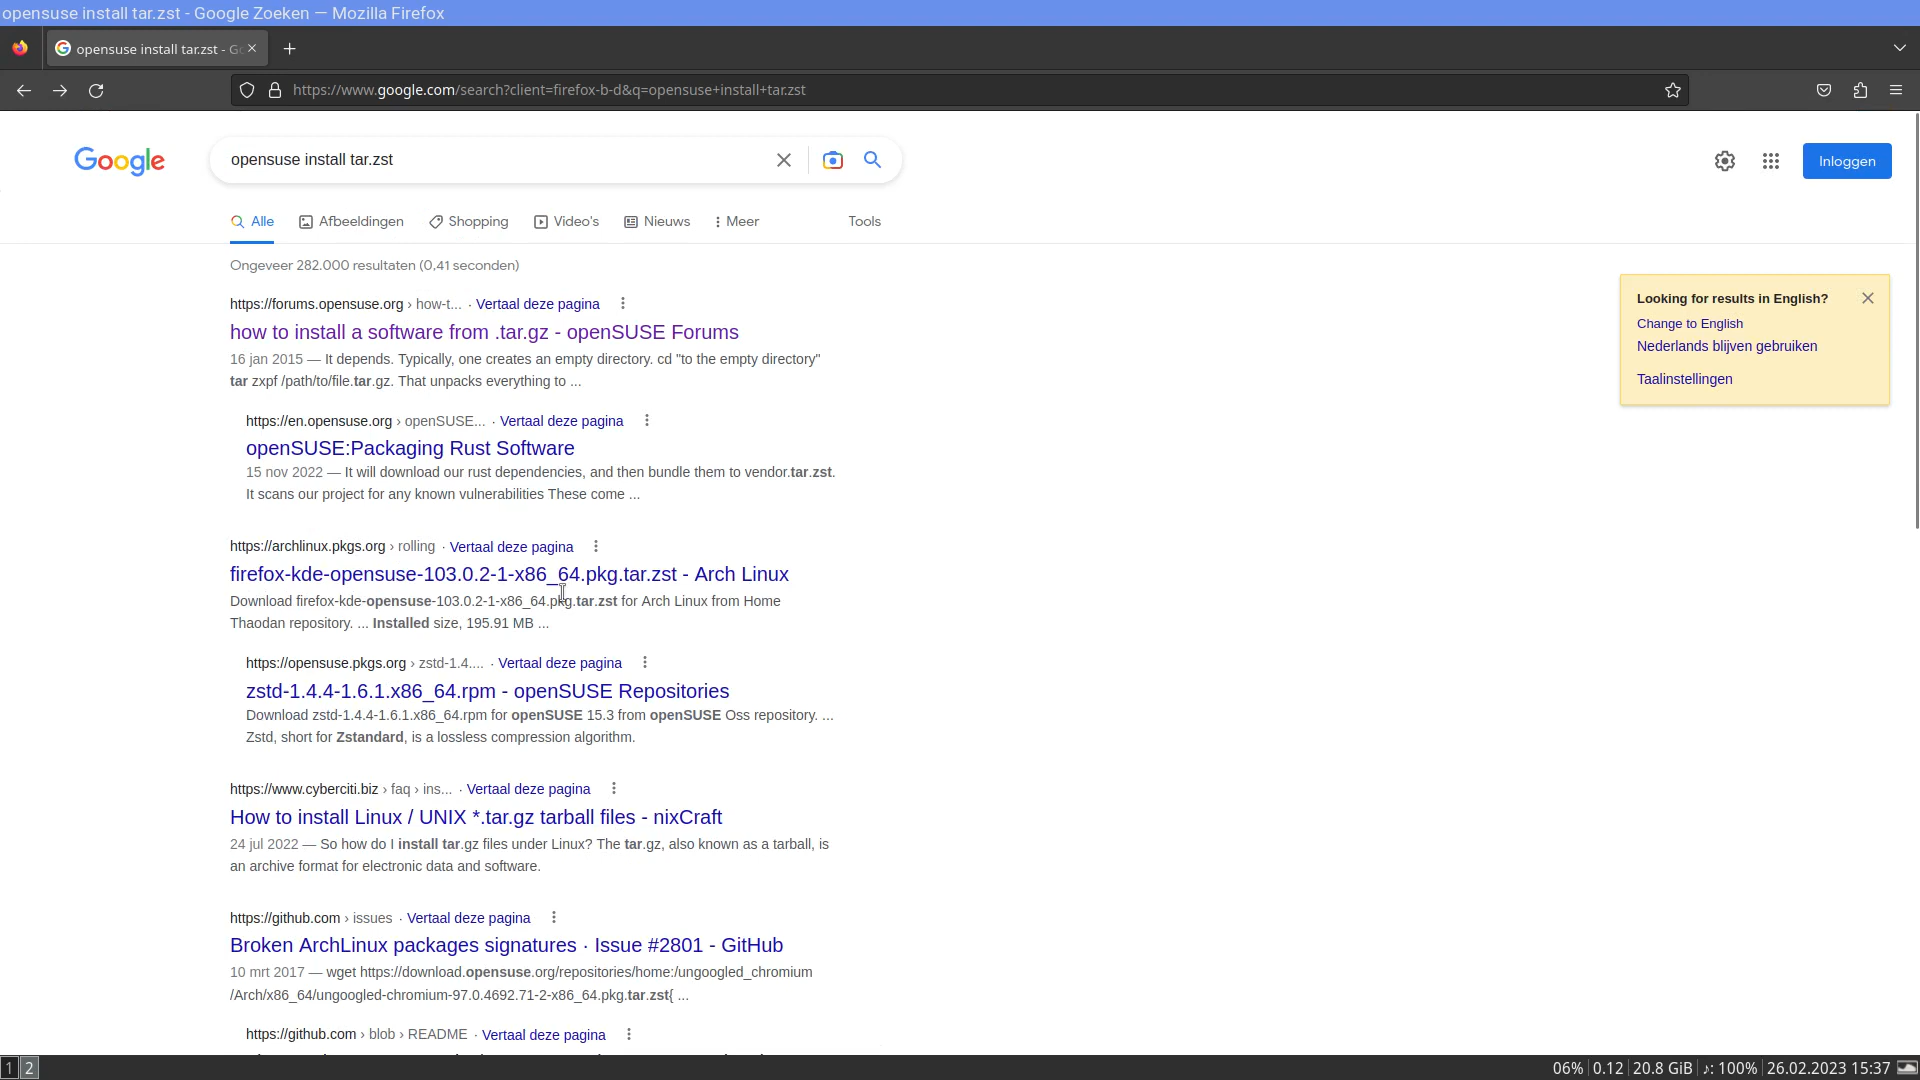 opensuse install tar.zst - Google Zoeken — Mozilla Firefox
opensuse install tar.zst - Go
https://www.google.com/search?client=firefox-b-d&q=opensuse+install+tar.zst
Google
opensuse install tar.zst
Inloggen
Alle
Afbeeldingen
Shopping
Video's
Nieuws
Meer
Tools
Ongeveer 282.000 resultaten (0,41 seconden)
https://forums.opensuse.org › how-t... · Vertaal deze pagina
how to install a software from .tar.gz - openSUSE Forums
16 jan 2015 — It depends. Typically, one creates an empty directory. cd "to the empty directory"
tar zxpf /path/to/file.tar.gz. That unpacks everything to ...
https://en.opensuse.org › openSUSE... · Vertaal deze pagina
openSUSE:Packaging Rust Software
15 nov 2022 — It will download our rust dependencies, and then bundle them to vendor.tar.zst.
It scans our project for any known vulnerabilities These come ...
https://archlinux.pkgs.org › rolling · Vertaal deze pagina
firefox-kde-opensuse-103.0.2-1-x86_64.pkg.tar.zst - Arch Linux
Download firefox-kde-opensuse-103.0.2-1-x86_64.pkg.tar.zst for Arch Linux from Home
Thaodan repository. ... Installed size, 195.91 MB ...
https://opensuse.pkgs.org › zstd-1.4.... · Vertaal deze pagina
zstd-1.4.4-1.6.1.x86_64.rpm - openSUSE Repositories
Download zstd-1.4.4-1.6.1.x86_64.rpm for openSUSE 15.3 from openSUSE Oss repository. ...
Zstd, short for Zstandard, is a lossless compression algorithm.
https://www.cyberciti.biz › faq › ins... · Vertaal deze pagina
How to install Linux / UNIX *.tar.gz tarball files - nixCraft
24 jul 2022 — So how do I install tar.gz files under Linux? The tar.gz, also known as a tarball, is
an archive format for electronic data and software.
https://github.com › issues · Vertaal deze pagina
Broken ArchLinux packages signatures · Issue #2801 - GitHub
10 mrt 2017 — wget https://download.opensuse.org/repositories/home:/ungoogled_chromium
/Arch/x86_64/ungoogled-chromium-97.0.4692.71-2-x86_64.pkg.tar.zst{ ...
https://github.com › blob › README · Vertaal deze pagina
Looking for results in English?
Change to English
Nederlands blijven gebruiken
Taalinstellingen
1 2
06% 0.12 20.8 GiB ♪: 100% 26.02.2023 15:37